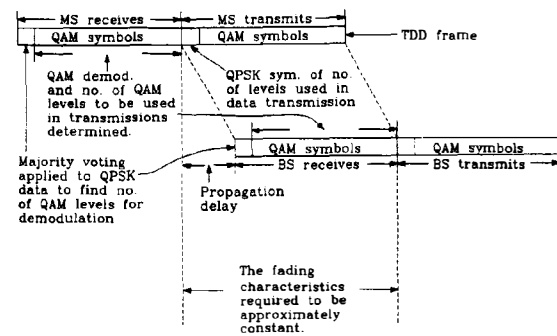 MS receives
MS transmits
QAM symbols
QAM symbols
TDD frame
QAM demod.
and no. of QAM
levels to be used
in transmissions
determined.
QPSK sym. of no.
of levels used in
data transmission
QAM symbols
QAM symbols
BS receives
BS transmits
Majority voting
applied to QPSK
data to find no.
of QAM levels for
demodulation
Propagation
delay
The fading
characteristics
required to be
approximately
constant.